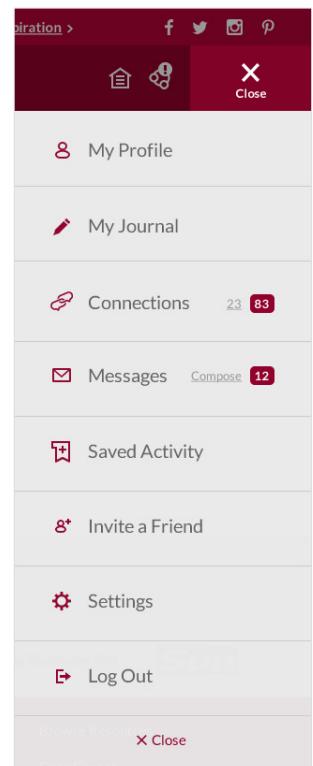 piration >
Close
My Profile
My Journal
Connections 23 83
Messages Compose 12
Saved Activity
Invite a Friend
Settings
Log Out
× Close